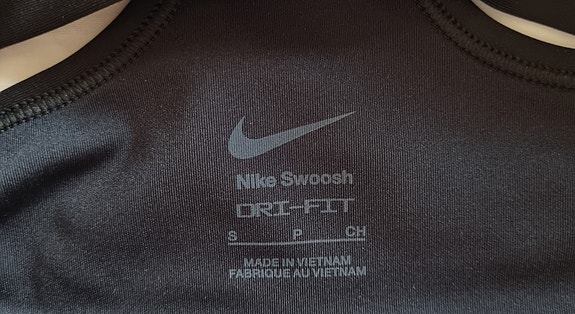 Nike Swoosh
DRI-FIT
S P CH
MADE IN VIETNAM
FABRIQUE AU VIETNAM